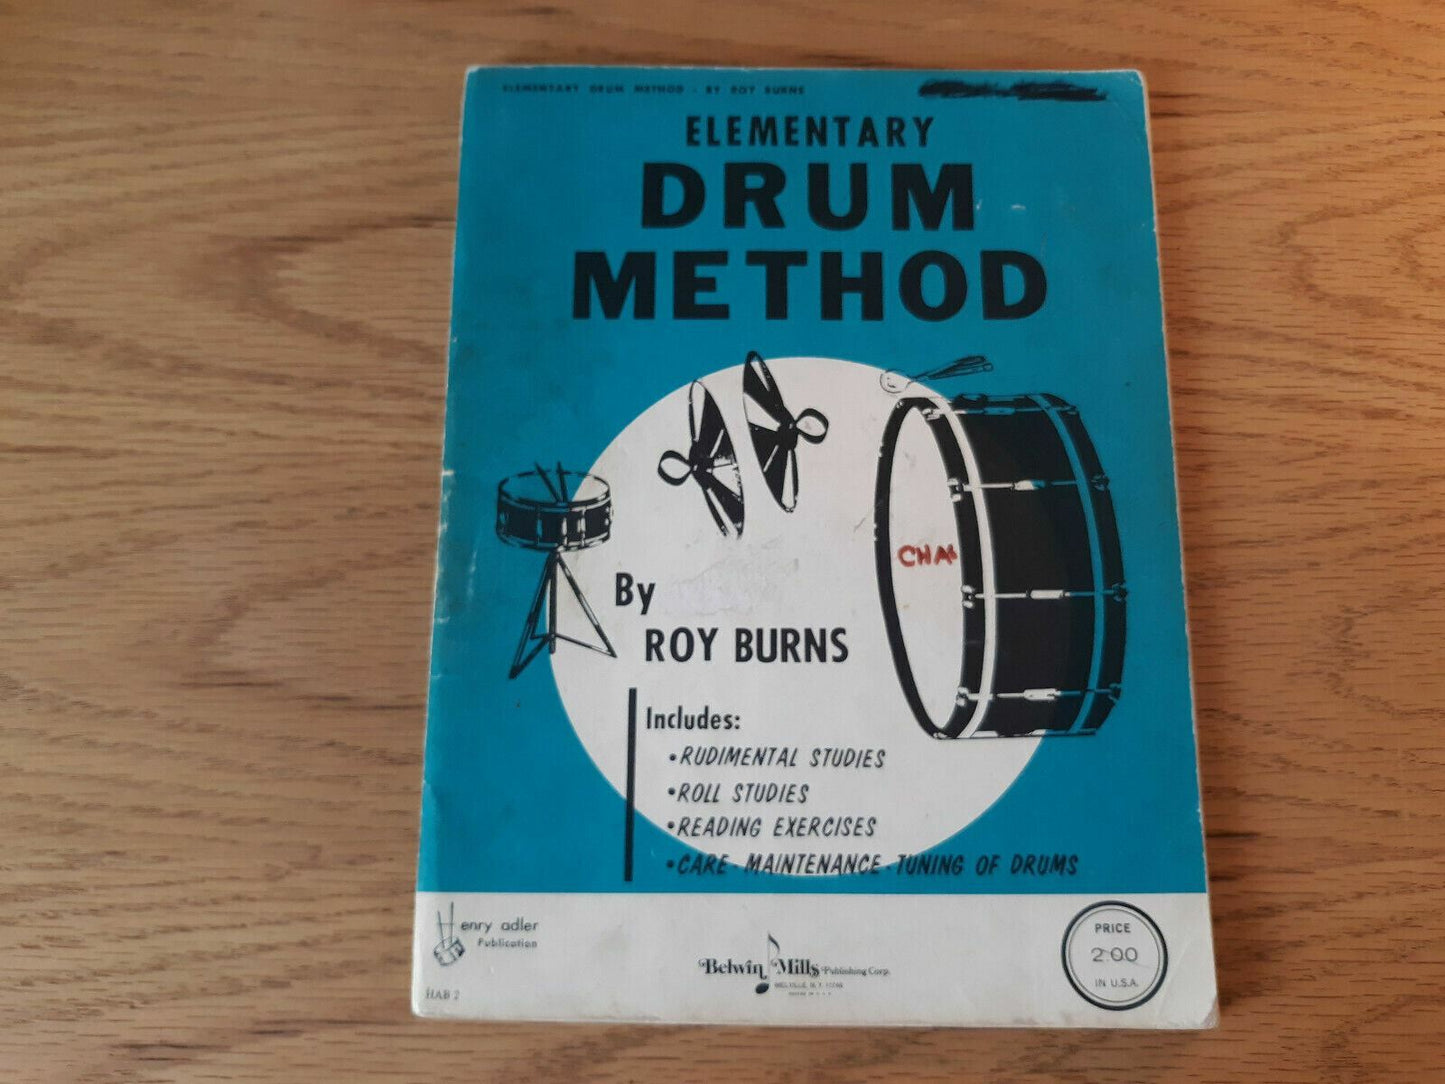 ELEMENTARY DRUM METHOD - BY ROY BURNS
ELEMENTARY
DRUM
METHOD
By
ROY BURNS
Includes:
•RUDIMENTAL STUDIES
•ROLL STUDIES
•READING EXERCISES
•CARE-MAINTENANCE-TUNING OF DRUMS
Henry adler
Publication
HAB 2
Belwin Mills Publishing Corp.
MELVILLE, N. Y.
PRICE
2.00
IN U.S.A.